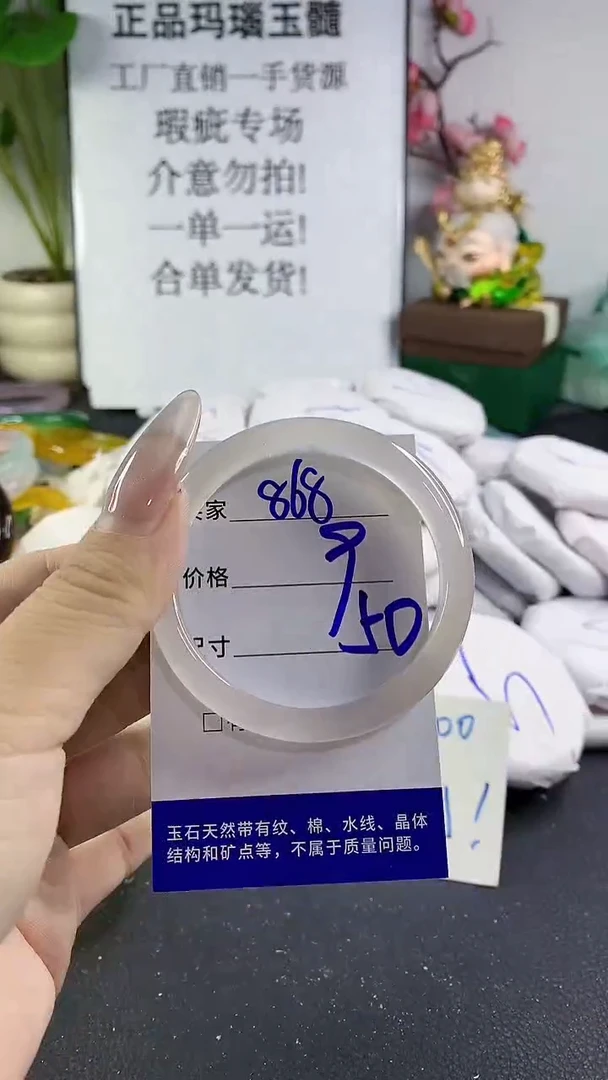 正品玛瑙玉髓
工厂直销一手货源
瑕疵专场
介意勿拍!
一单一运!
合单发货!
家 868
价格
寸 50
玉石天然带有纹、棉、水线、晶体
结构和矿点等，不属于质量问题。
00
!